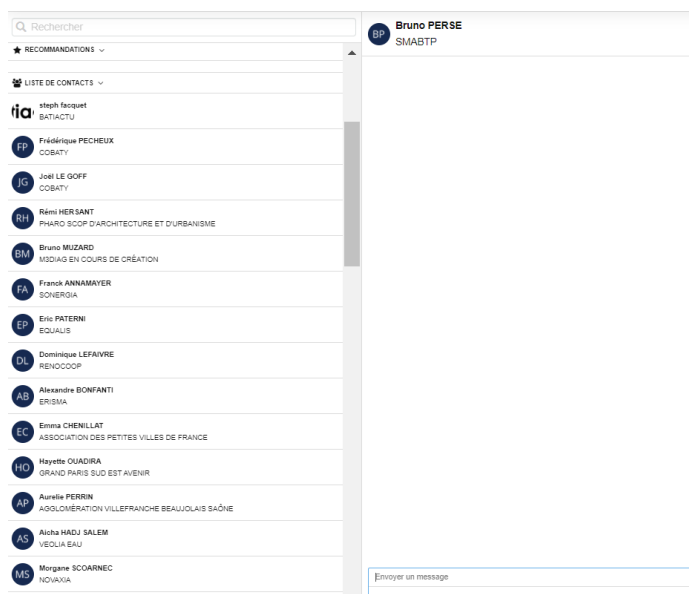 Rechercher
RECOMMANDATIONS
LISTE DE CONTACTS
ia
steph facquet
BATIACTU
FP
Frédérique PECHEUX
COBATY
JG
Joël LE GOFF
COBATY
RH
Rémi HERSANT
PHARO SCOP D'ARCHITECTURE ET D'URBANISME
BM
Bruno MUZARD
M3DIAG EN COURS DE CRÉATION
FA
Franck ANNAMAYER
SONERGIA
EP
Eric PATERNI
EQUALIS
DL
Dominique LEFAIVRE
RENOCOOP
AB
Alexandre BONFANTI
ERISMA
EC
Emma CHENILLAT
ASSOCIATION DES PETITES VILLES DE FRANCE
HO
Hayette OUADIRA
GRAND PARIS SUD EST AVENIR
AP
Aurelie PERRIN
AGGLOMÉRATION VILLEFRANCHE BEAUJOLAIS SAÔNE
AS
Aicha HADJ SALEM
VEOLIA EAU
MS
Morgane SCOARNEC
NOVAXIA
BP
Bruno PERSE
SMABTP
Envoyer un message